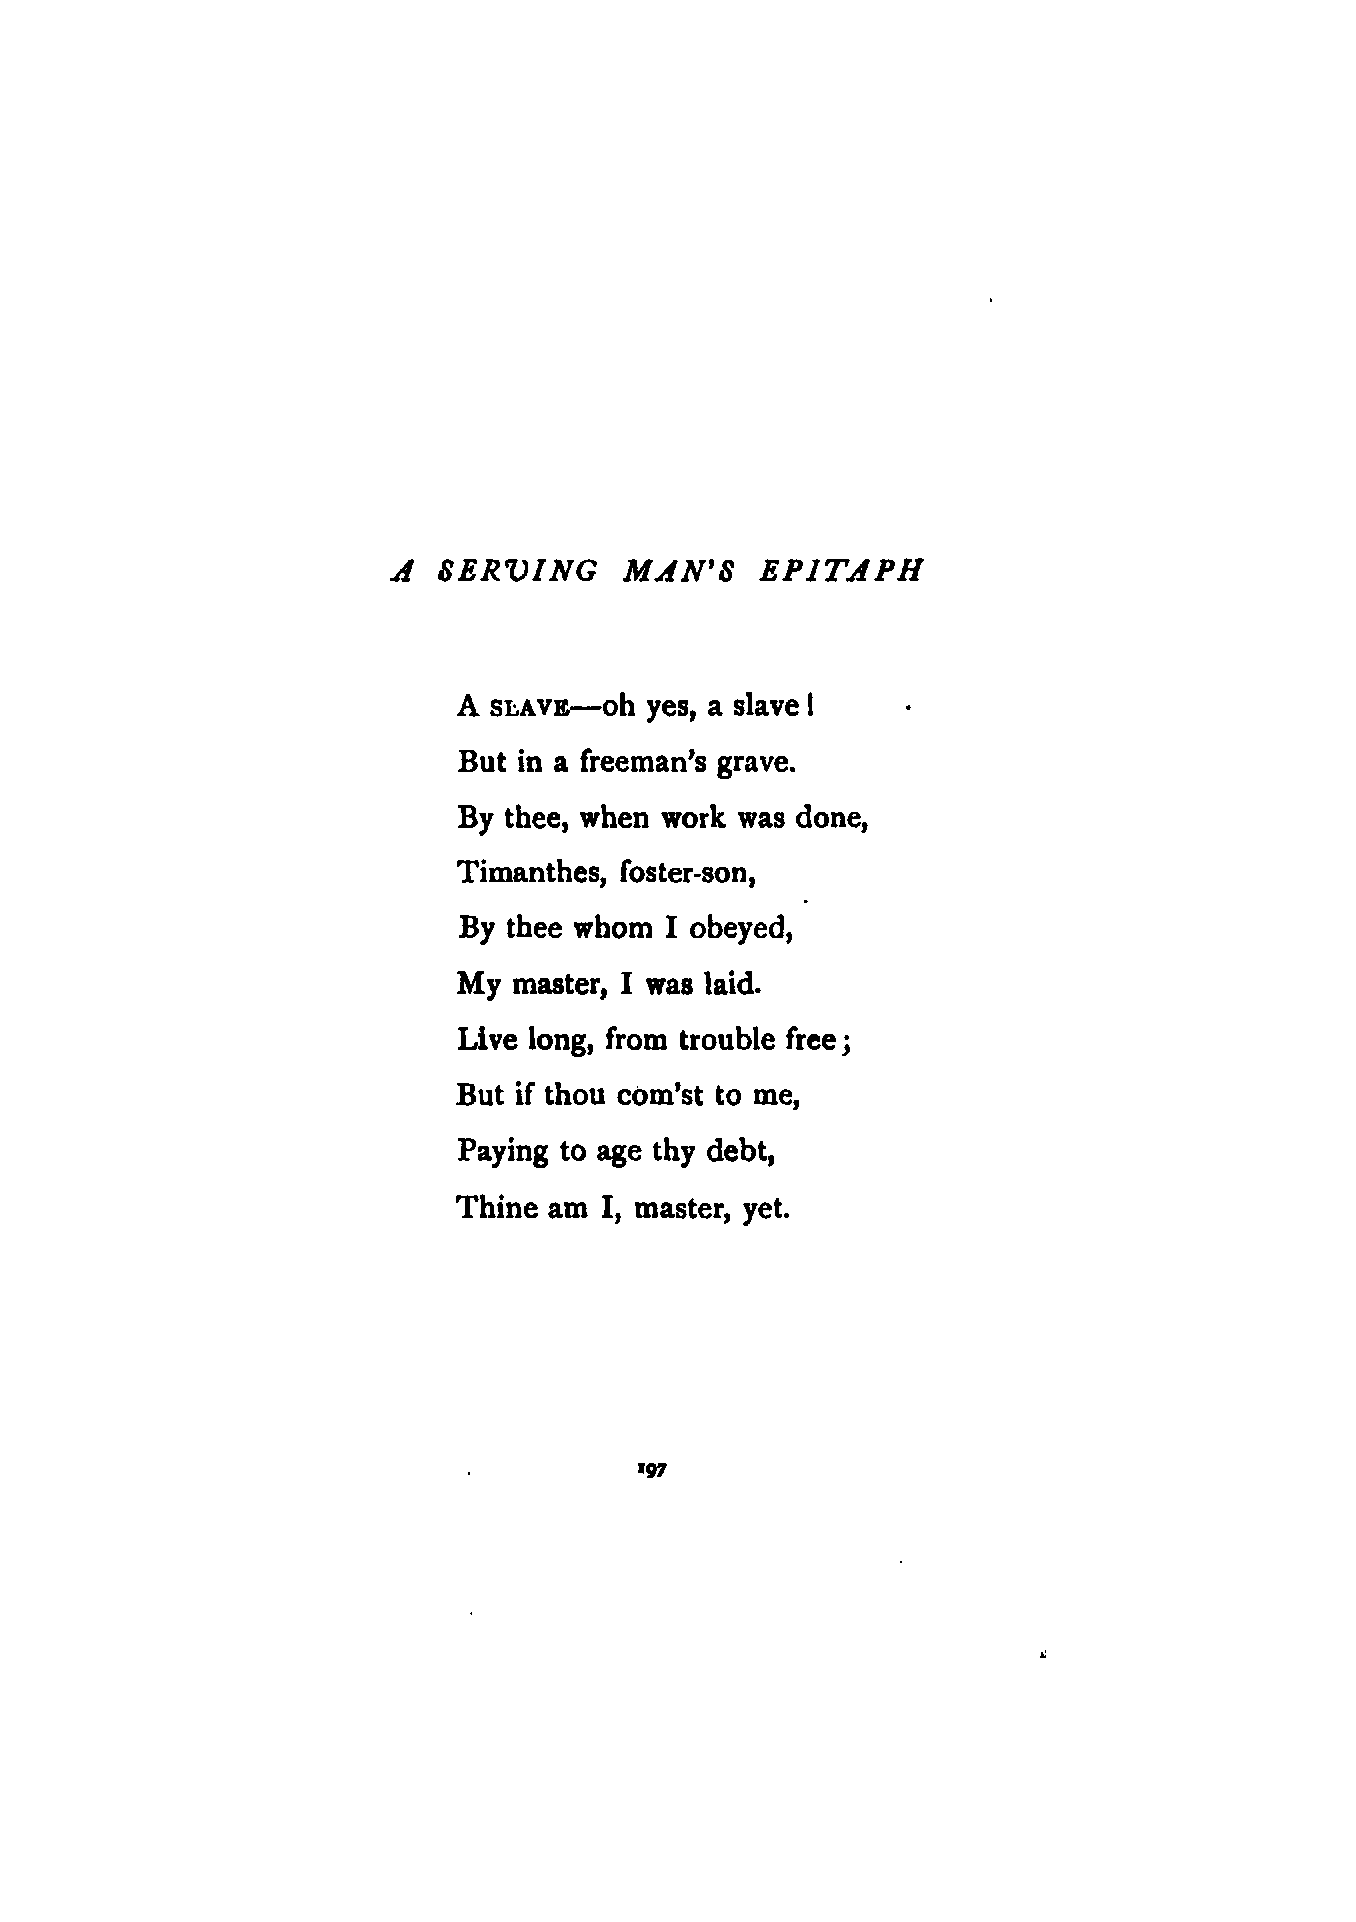 A SERVING MAN'S EPITAPH
A SLAVE—oh yes, a slave!
But in a freeman's grave.
By thee, when work was done,
Timanthes, foster-son,
By thee whom I obeyed,
My master, I was laid.
Live long, from trouble free;
But if thou com'st to me,
Paying to age thy debt,
Thine am I, master, yet.
197